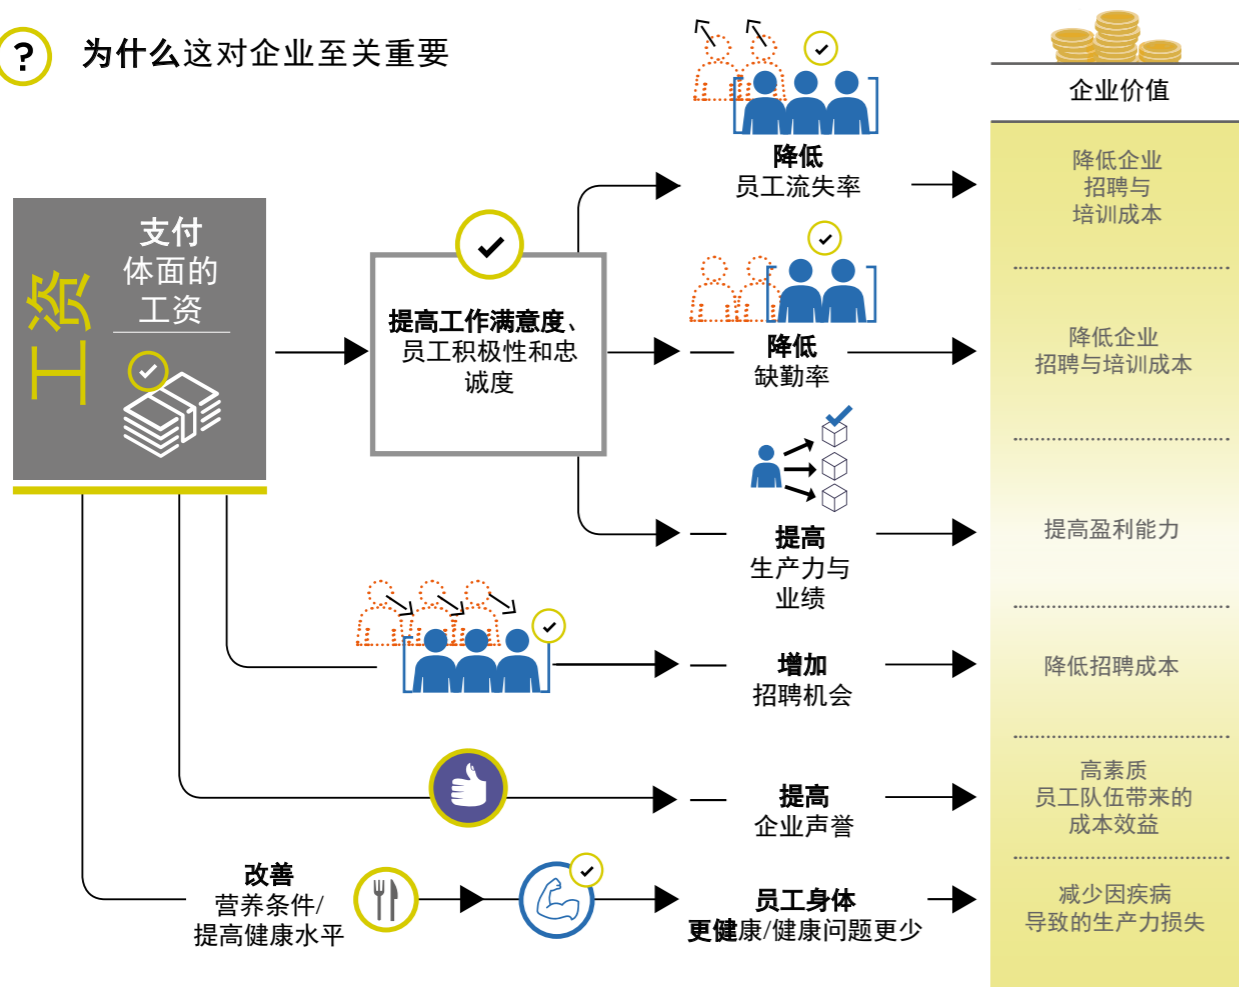 ?
为什么这对企业至关重要
企业价值
工资
支付
体面的
工资
提高工作满意度、
员工积极性和忠
诚度
降低
员工流失率
降低企业
招聘与
培训成本
降低
缺勤率
降低企业
招聘与培训成本
提高
生产力与
业绩
提高盈利能力
增加
招聘机会
降低招聘成本
提高
企业声誉
高素质
员工队伍带来的
成本效益
改善
营养条件/
提高健康水平
员工身体
更健康/健康问题更少
减少因疾病
导致的生产力损失